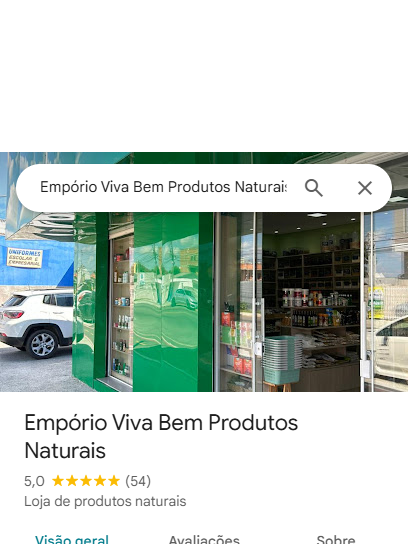 Empório Viva Bem Produtos Naturais
UNIFORMES
ESCOLAR E
EMPRESARIAL
Empório Viva Bem Produtos
Naturais
5,0 (54)
Loja de produtos naturais
Visão geral Avaliações Sobre